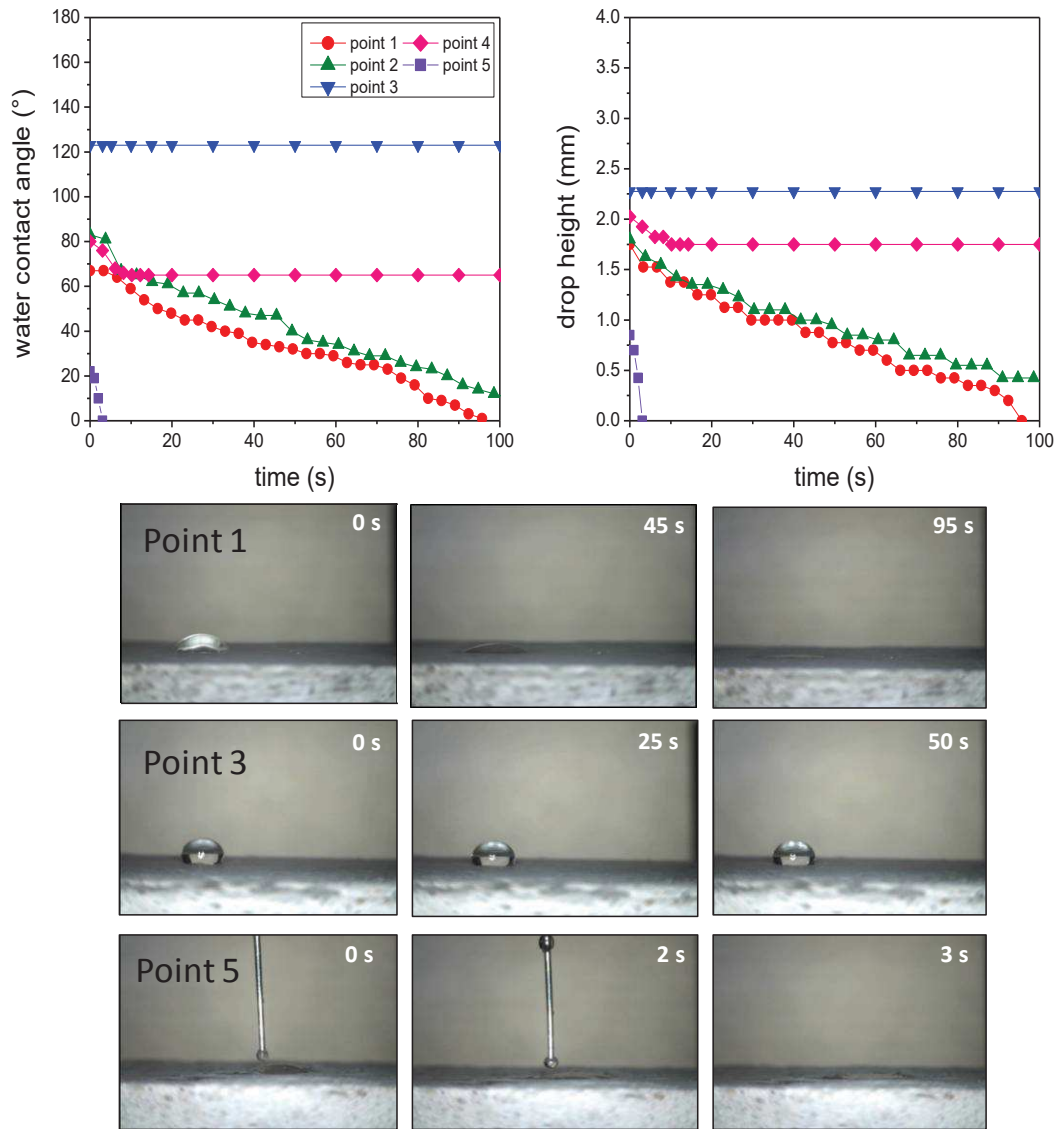 180
160
140
120
100
80
60
40
20
0
water contact angle (°)
0 20 40 60 80 100
time (s)
point 1 point 4
point 2 point 5
point 3
4.0
3.5
3.0
2.5
2.0
1.5
1.0
0.5
0.0
drop height (mm)
0 20 40 60 80 100
time (s)
Point 1 0 s 45 s 95 s
Point 3 0 s 25 s 50 s
Point 5 0 s 2 s 3 s